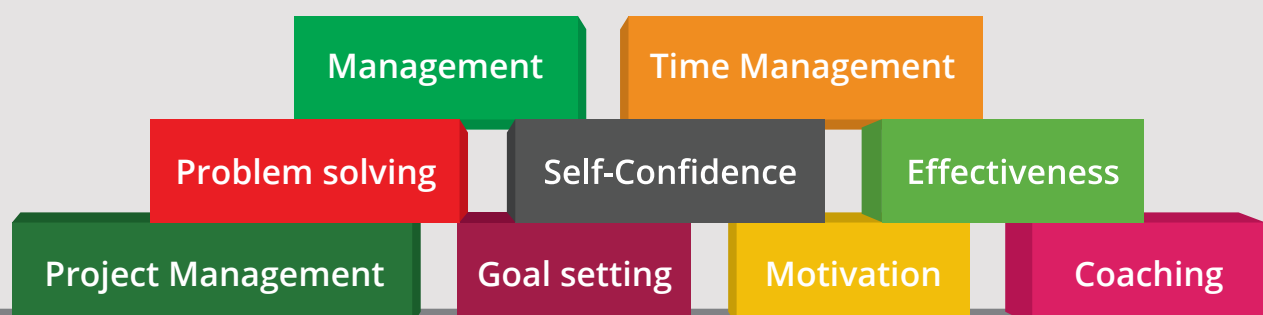 Management
Time Management
Problem solving
Self-Confidence
Effectiveness
Project Management
Goal setting
Motivation
Coaching